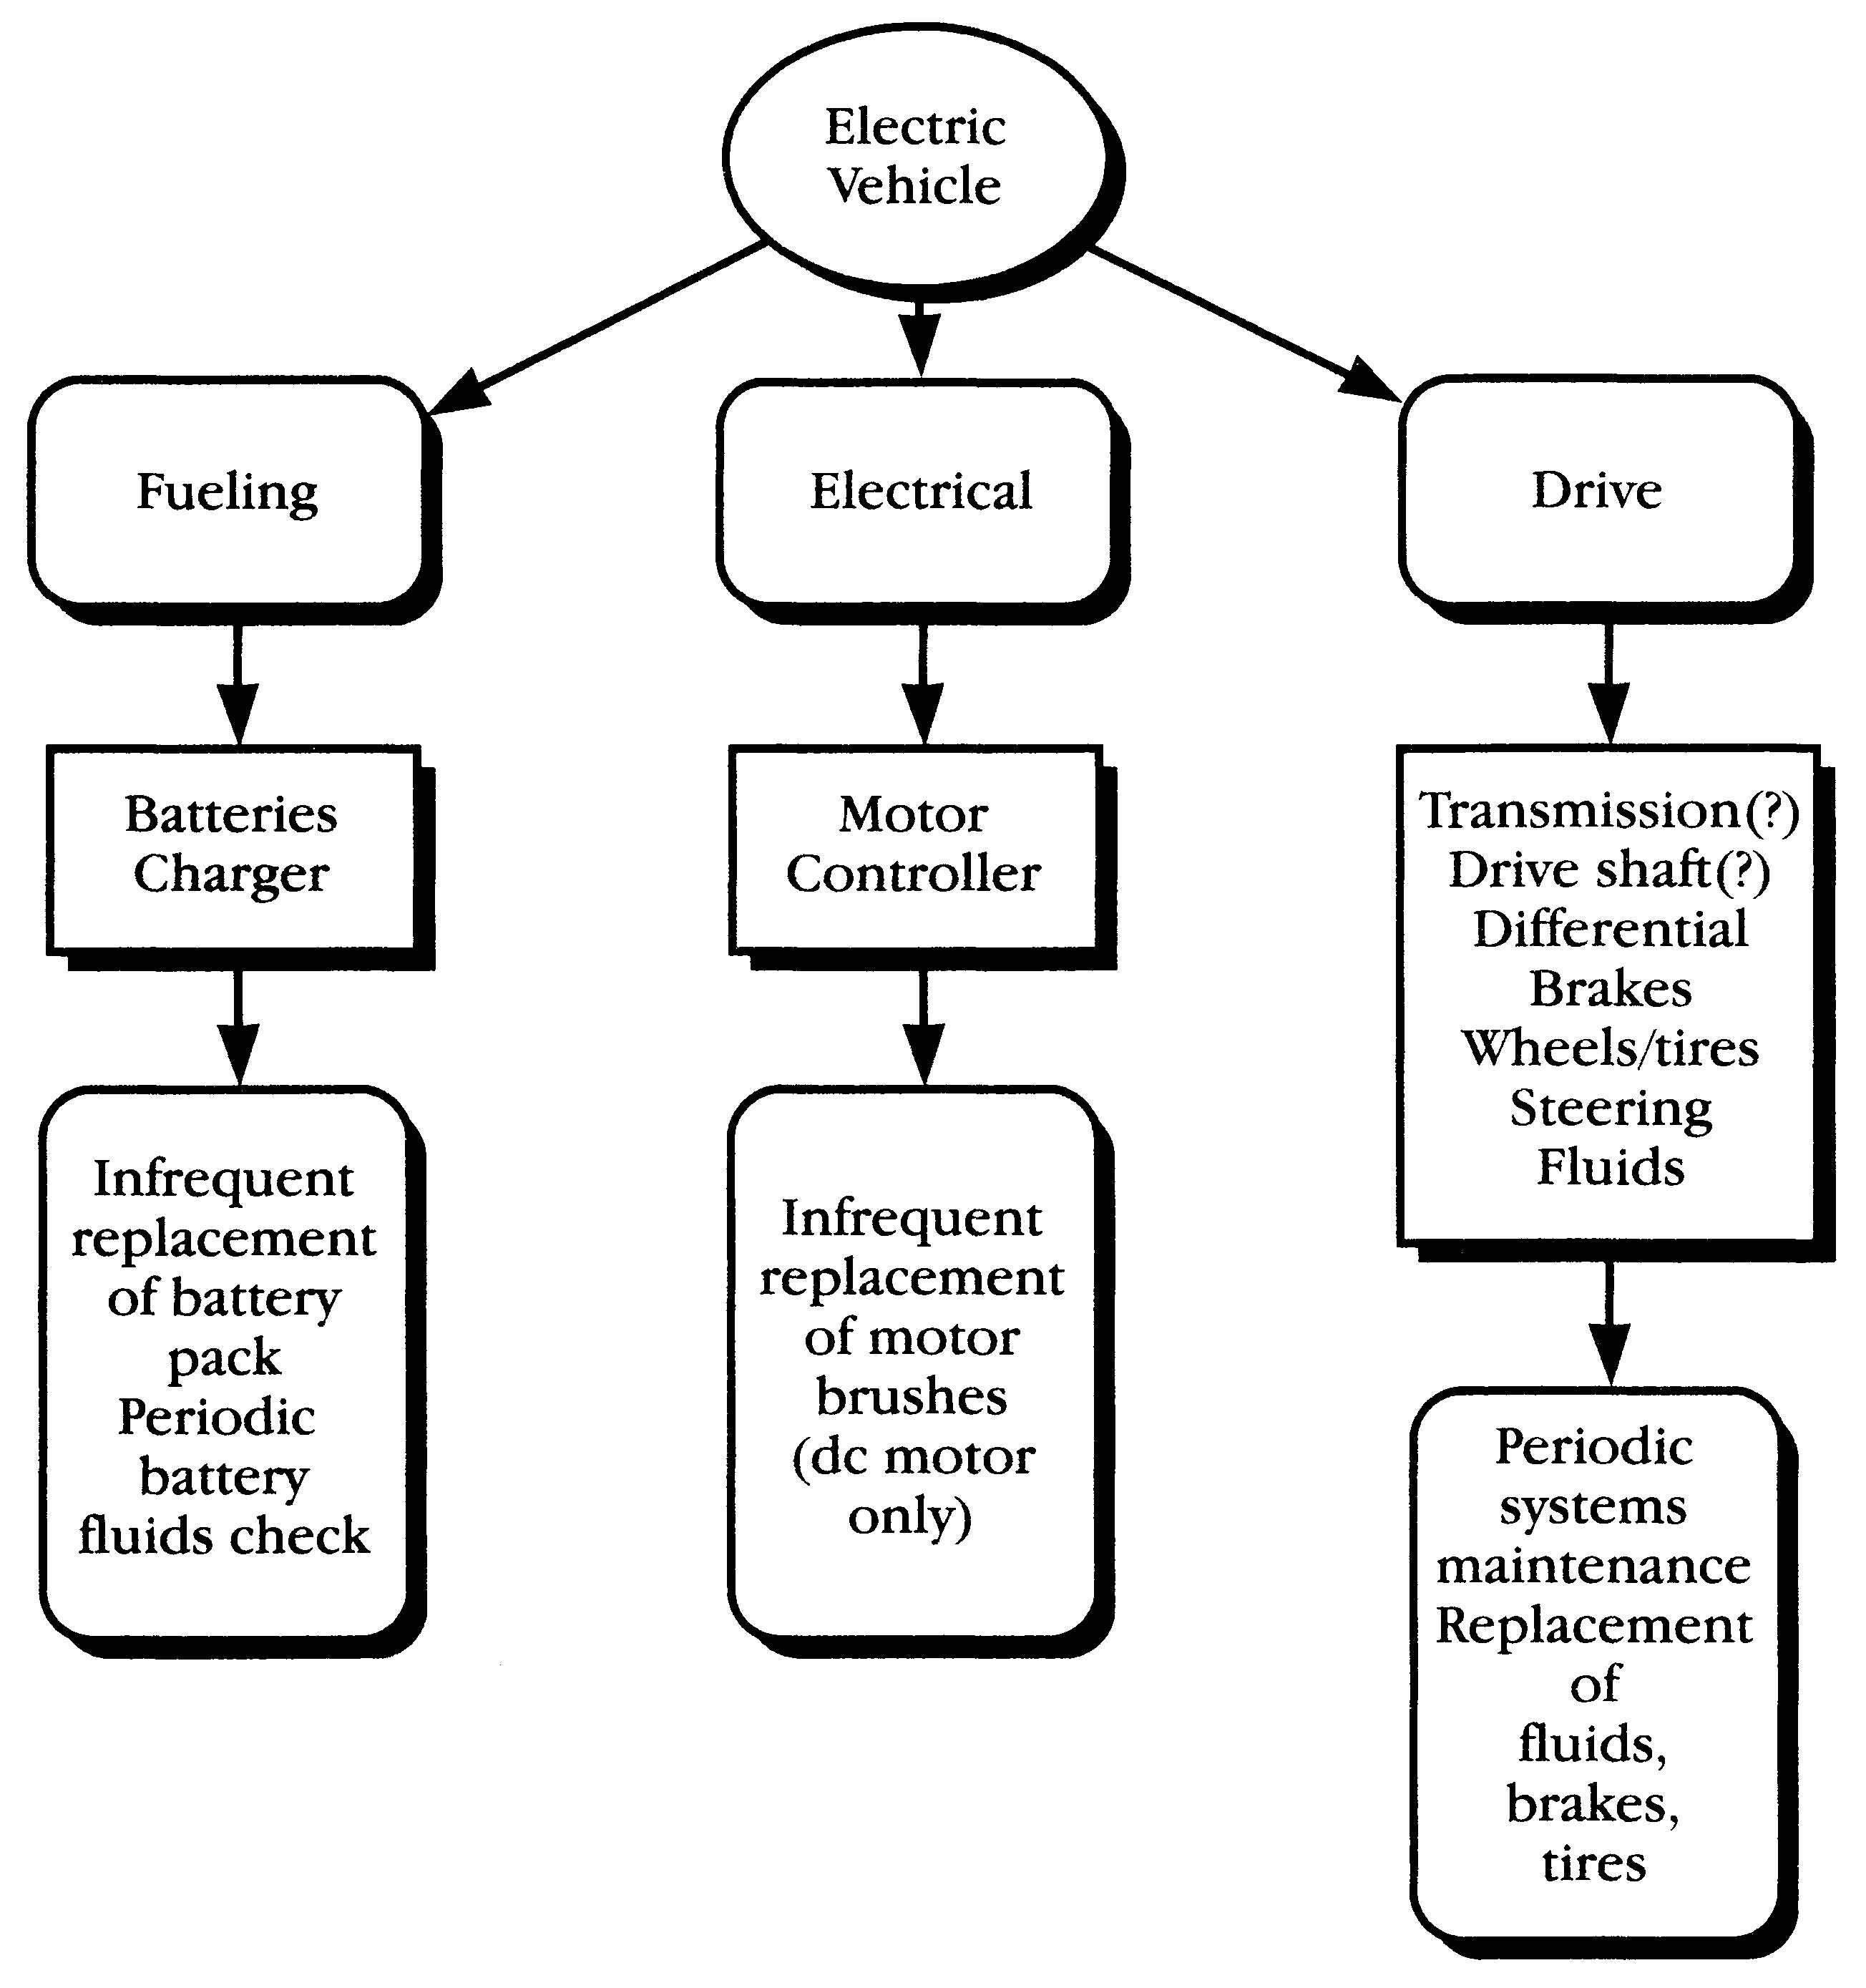 Electric
Vehicle
Fueling
Electrical
Drive
Batteries
Charger
Motor
Controller
Transmission(?)
Drive shaft(?)
Differential
Brakes
Wheels/tires
Steering
Fluids
Infrequent
replacement
of battery
pack
Periodic
battery
fluids check
Infrequent
replacement
of motor
brushes
(dc motor
only)
Periodic
systems
maintenance
Replacement
of
fluids,
brakes,
tires